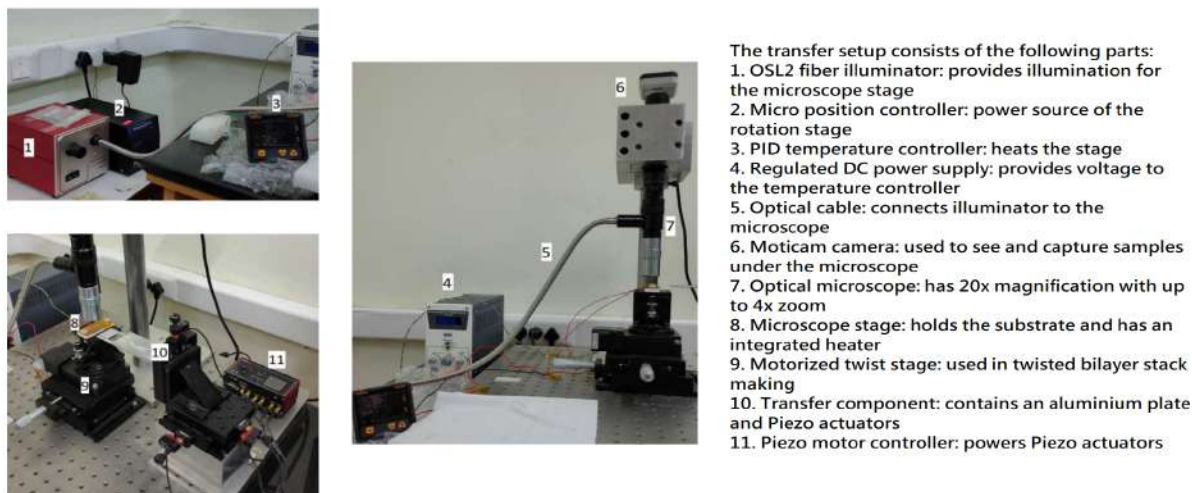 1
2
3
4
5
6
7
8
9
10
11
The transfer setup consists of the following parts:
1. OSL2 fiber illuminator: provides illumination for
the microscope stage
2. Micro position controller: power source of the
rotation stage
3. PID temperature controller: heats the stage
4. Regulated DC power supply: provides voltage to
the temperature controller
5. Optical cable: connects illuminator to the
microscope
6. Moticam camera: used to see and capture samples
under the microscope
7. Optical microscope: has 20x magnification with up
to 4x zoom
8. Microscope stage: holds the substrate and has an
integrated heater
9. Motorized twist stage: used in twisted bilayer stack
making
10. Transfer component: contains an aluminium plate
and Piezo actuators
11. Piezo motor controller: powers Piezo actuators